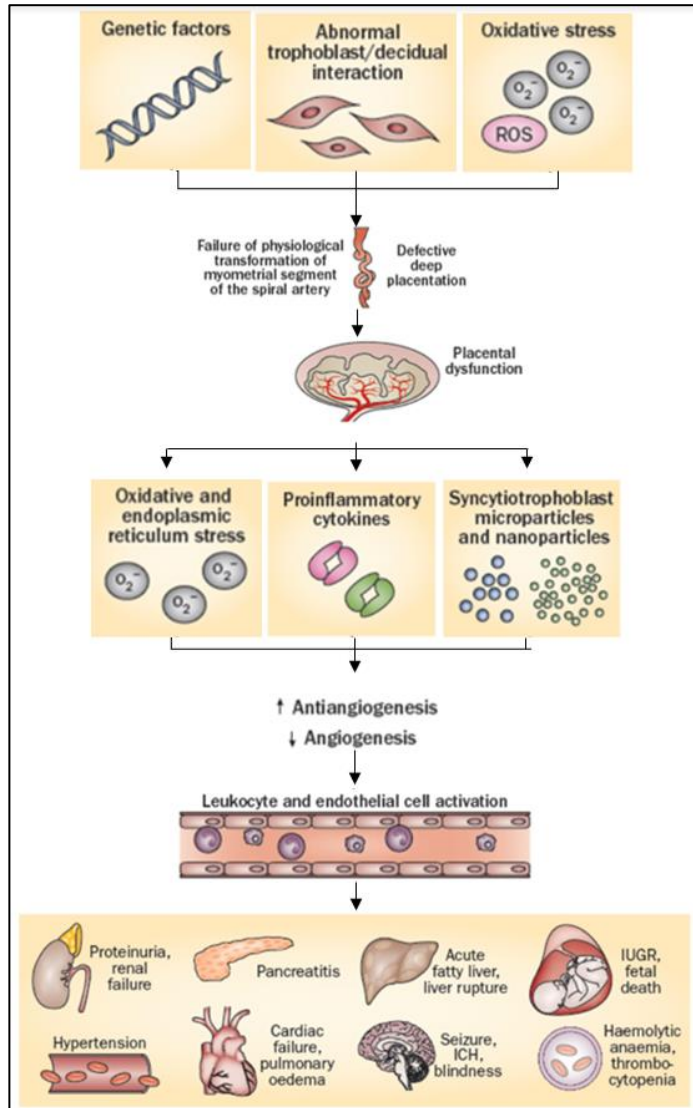 Genetic factors
Abnormal
trophoblast/decidual
interaction
Oxidative stress
O₂⁻
O₂⁻
O₂⁻
O₂⁻
ROS
Failure of physiological
transformation of
myometrial segment
of the spiral artery
Defective
deep
placentation
Placental
dysfunction
Oxidative and
endoplasmic
reticulum stress
O₂⁻
O₂⁻
O₂⁻
Proinflammatory
cytokines
Syncytiotrophoblast
microparticles
and nanoparticles
↑ Antiangiogenesis
↓ Angiogenesis
Leukocyte and endothelial cell activation
Proteinuria,
renal
failure
Pancreatitis
Acute
fatty liver,
liver rupture
IUGR,
fetal
death
Hypertension
Cardiac
failure,
pulmonary
oedema
Seizure,
ICH,
blindness
Haemolytic
anaemia,
thrombo-
cytopenia